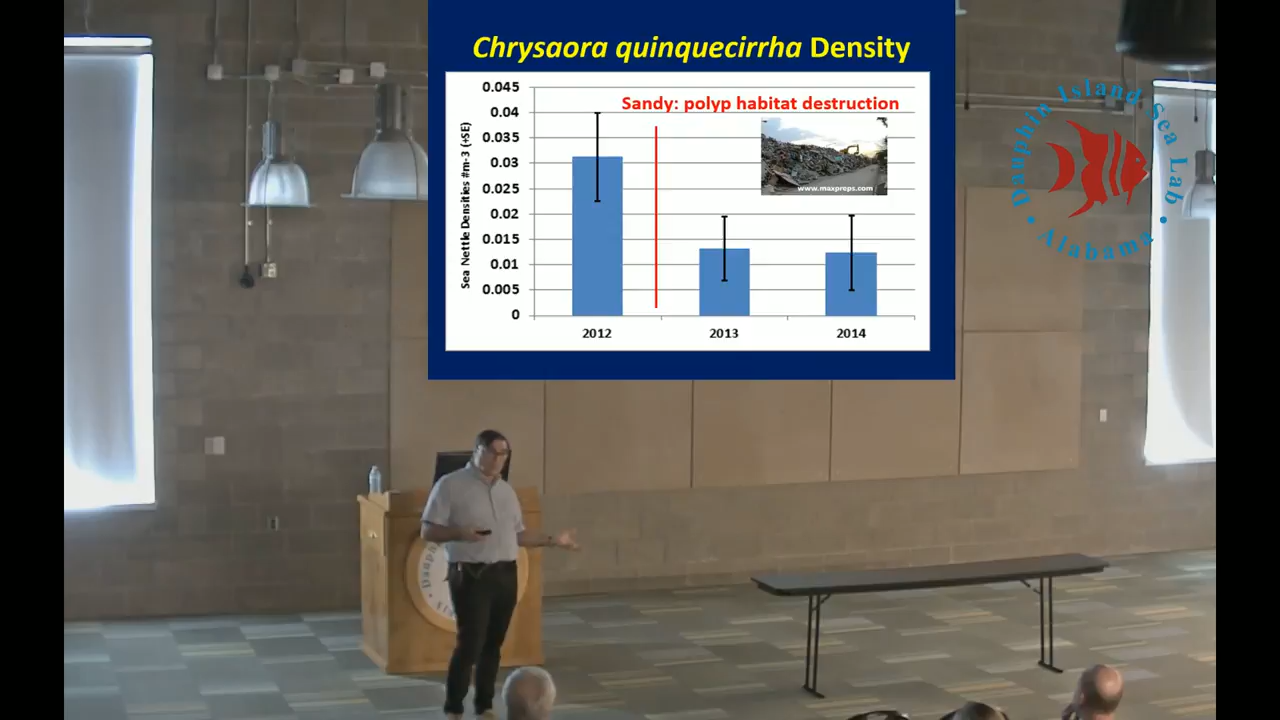 Chrysaora quinquecirrha Density
0.045
0.04
0.035
0.03
0.025
0.02
0.015
0.01
0.005
0
Sea Nettle Densities #m-3 (+SE)
Sandy: polyp habitat destruction
www.maxpreps.com
2012
2013
2014
Dauphin Island Sea Lab
• Alabama •